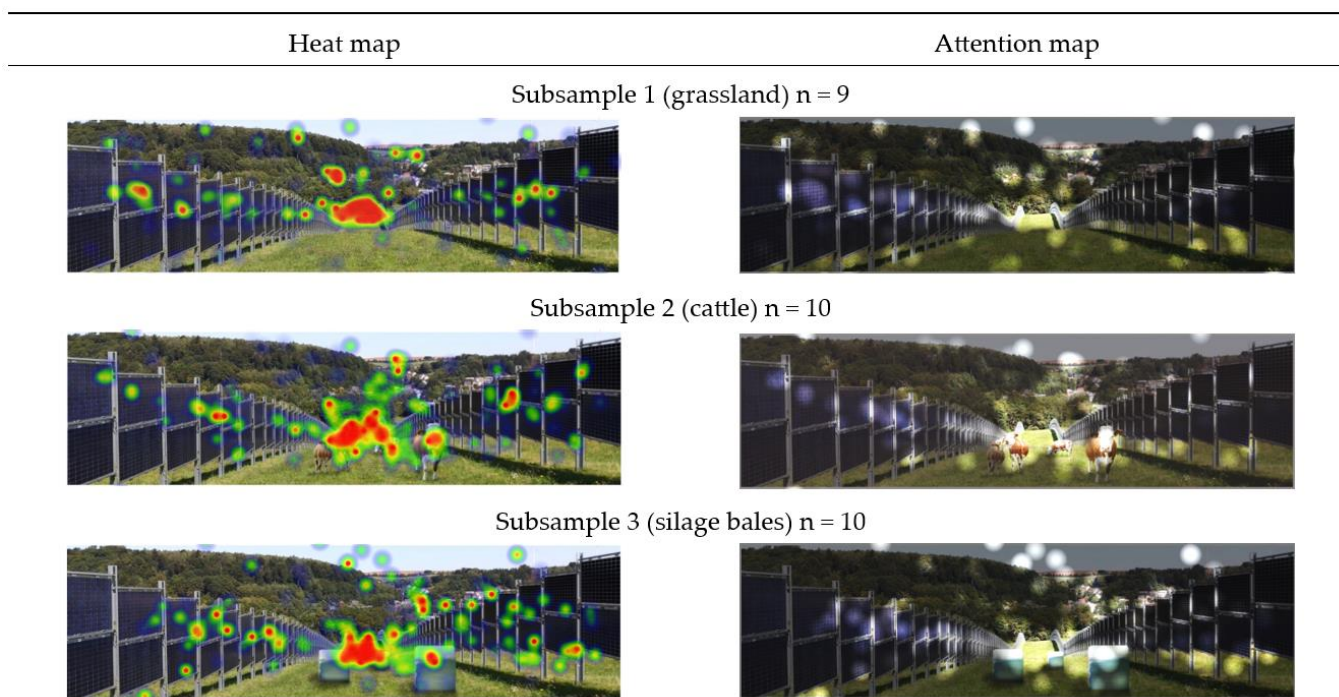 Heat map
Attention map
Subsample 1 (grassland) n = 9
Subsample 2 (cattle) n = 10
Subsample 3 (silage bales) n = 10